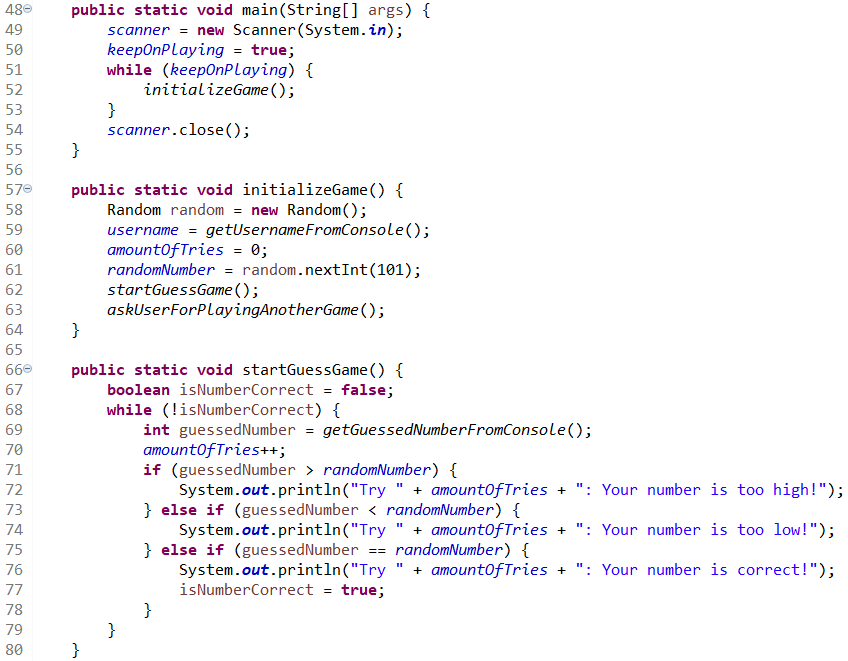 48 public static void main(String[] args) {
49 scanner = new Scanner(System.in);
50 keepOnPlaying = true;
51 while (keepOnPlaying) {
52 initializeGame();
53 }
54 scanner.close();
55 }
56
57 public static void initializeGame() {
58 Random random = new Random();
59 username = getUsernameFromConsole();
60 amountOfTries = 0;
61 randomNumber = random.nextInt(101);
62 startGuessGame();
63 askUserForPlayingAnotherGame();
64 }
65
66 public static void startGuessGame() {
67 boolean isNumberCorrect = false;
68 while (!isNumberCorrect) {
69 int guessedNumber = getGuessedNumberFromConsole();
70 amountOfTries++;
71 if (guessedNumber > randomNumber) {
72 System.out.println("Try " + amountOfTries + ": Your number is too high!");
73 } else if (guessedNumber < randomNumber) {
74 System.out.println("Try " + amountOfTries + ": Your number is too low!");
75 } else if (guessedNumber == randomNumber) {
76 System.out.println("Try " + amountOfTries + ": Your number is correct!");
77 isNumberCorrect = true;
78 }
79 }
80 }